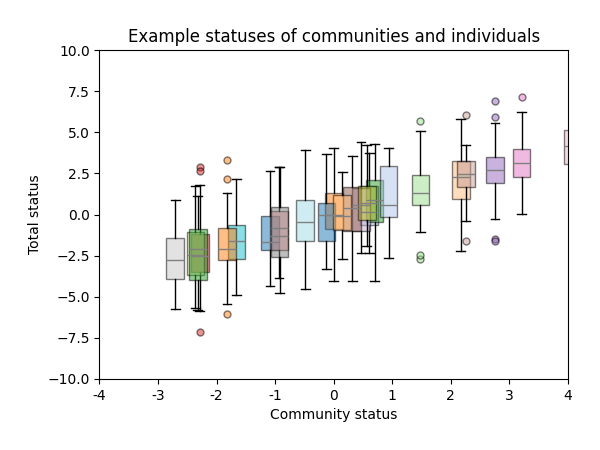 Example statuses of communities and individuals
10.0
7.5
5.0
2.5
0.0
−2.5
−5.0
−7.5
−10.0
Total status
-4 -3 -2 -1 0 1 2 3 4
Community status